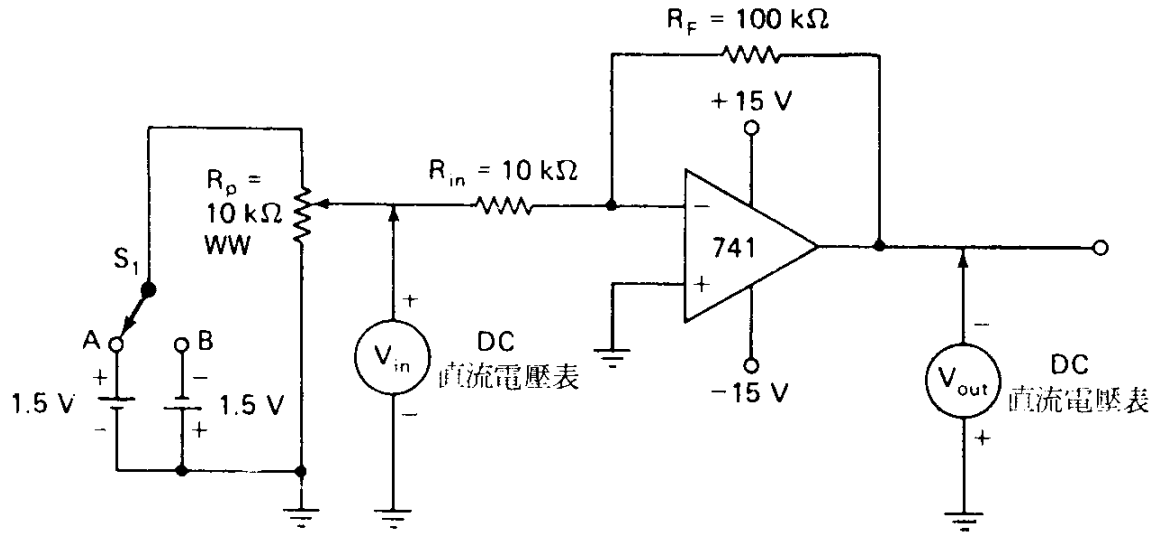 R_F = 100 kΩ
+15 V
R_in = 10 kΩ
R_p =
10 kΩ
WW
741
−
+
S₁
A
B
+
−
1.5 V
1.5 V
−
+
+
V_in
−
DC
直流電壓表
−15 V
−
V_out
+
DC
直流電壓表